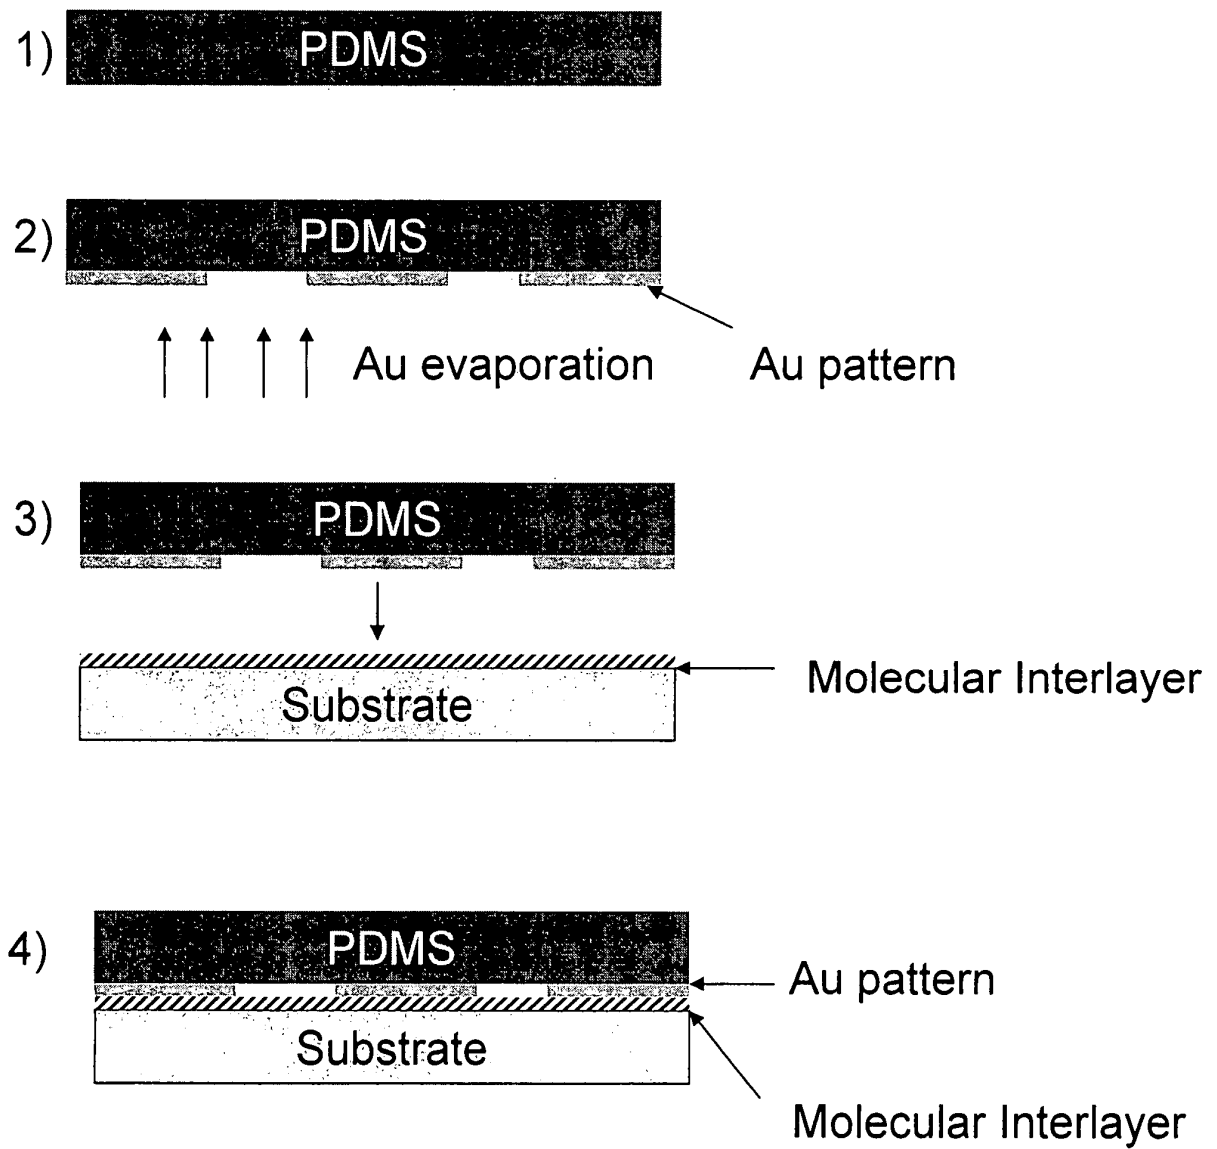 1)
PDMS
2)
PDMS
Au evaporation
Au pattern
3)
PDMS
Molecular Interlayer
Substrate
4)
PDMS
Au pattern
Substrate
Molecular Interlayer